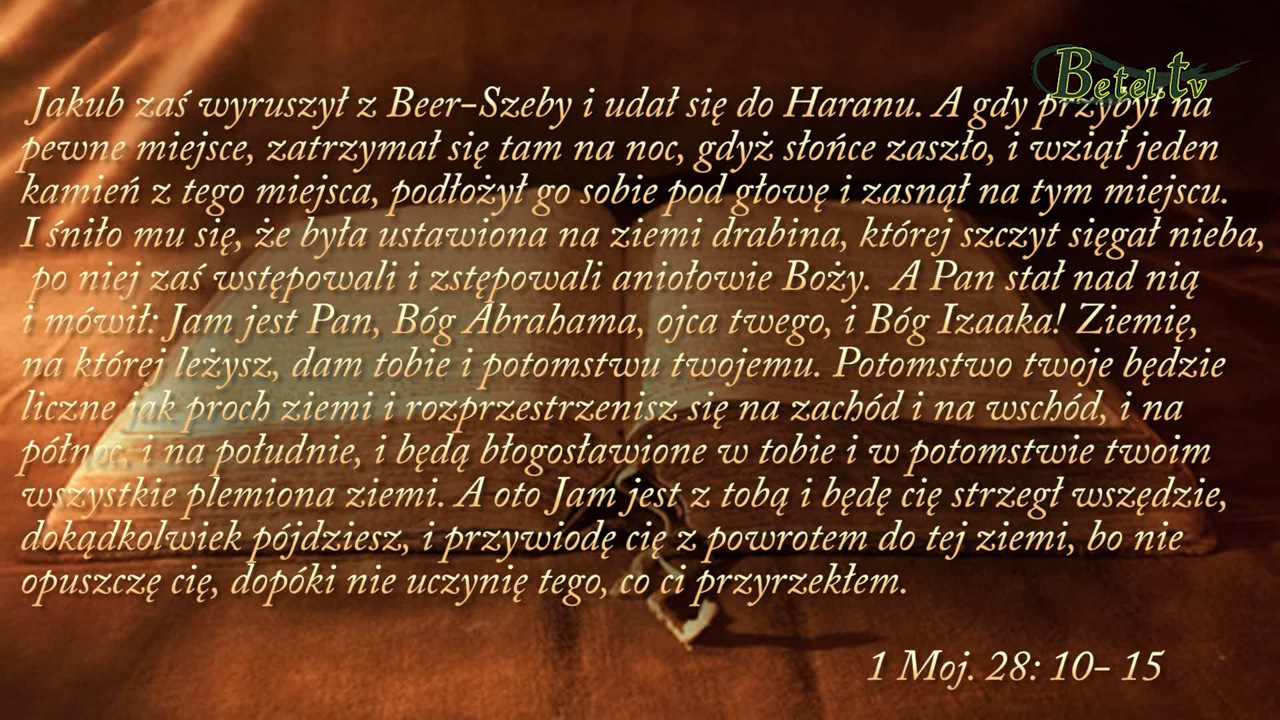 Betel.tv
Jakub zaś wyruszył z Beer-Szeby i udał się do Haranu. A gdy przybył na
pewne miejsce, zatrzymał się tam na noc, gdyż słońce zaszło, i wziął jeden
kamień z tego miejsca, podłożył go sobie pod głowę i zasnął na tym miejscu.
I śniło mu się, że była ustawiona na ziemi drabina, której szczyt sięgał nieba,
po niej zaś wstępowali i zstępowali aniołowie Boży. A Pan stał nad nią
i mówił: Jam jest Pan, Bóg Abrahama, ojca twego, i Bóg Izaaka! Ziemię,
na której leżysz, dam tobie i potomstwu twojemu. Potomstwo twoje będzie
liczne jak proch ziemi i rozprzestrzenisz się na zachód i na wschód, i na
północ, i na południe, i będą błogosławione w tobie i w potomstwie twoim
wszystkie plemiona ziemi. A oto Jam jest z tobą i będę cię strzegł wszędzie,
dokądkolwiek pójdziesz, i przywiodę cię z powrotem do tej ziemi, bo nie
opuszczę cię, dopóki nie uczynię tego, co ci przyrzekłem.
1 Moj. 28: 10- 15